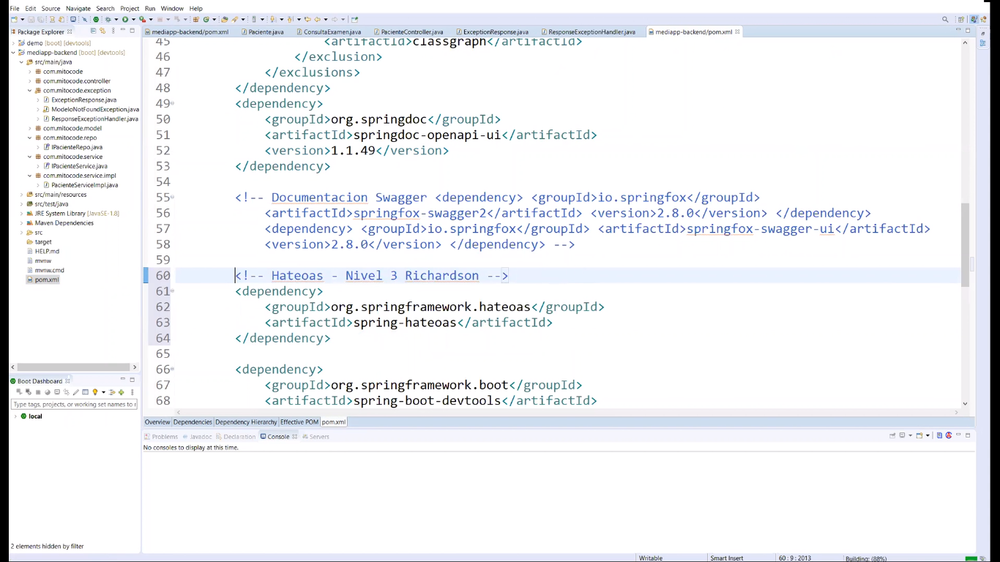 File Edit Source Navigate Search Project Run Window Help
Package Explorer
mediapp-backend/pom.xml Paciente.java ConsultaExamen.java PacienteController.java ExceptionResponse.java ResponseExceptionHandler.java mediapp-backend/pom.xml
demo [boot] [devtools]
mediapp-backend [boot] [devtools]
src/main/java
com.mitocode
com.mitocode.controller
com.mitocode.exception
ExceptionResponse.java
ModeloNotFoundException.java
ResponseExceptionHandler.java
com.mitocode.model
com.mitocode.repo
IPacienteRepo.java
com.mitocode.service
IPacienteService.java
com.mitocode.service.impl
PacienteServiceImpl.java
src/main/resources
src/test/java
JRE System Library [JavaSE-1.8]
Maven Dependencies
src
target
HELP.md
mvnw
mvnw.cmd
pom.xml
45 <artifactId>classgraph</artifactId>
46 </exclusion>
47 </exclusions>
48 </dependency>
49 <dependency>
50 <groupId>org.springdoc</groupId>
51 <artifactId>springdoc-openapi-ui</artifactId>
52 <version>1.1.49</version>
53 </dependency>
54
55 <!-- Documentacion Swagger <dependency> <groupId>io.springfox</groupId>
56 <artifactId>springfox-swagger2</artifactId> <version>2.8.0</version> </dependency>
57 <dependency> <groupId>io.springfox</groupId> <artifactId>springfox-swagger-ui</artifactId>
58 <version>2.8.0</version> </dependency> -->
59
60 <!-- Hateoas - Nivel 3 Richardson -->
61 <dependency>
62 <groupId>org.springframework.hateoas</groupId>
63 <artifactId>spring-hateoas</artifactId>
64 </dependency>
65
66 <dependency>
67 <groupId>org.springframework.boot</groupId>
68 <artifactId>spring-boot-devtools</artifactId>
Boot Dashboard
Type tags, projects, or working set names to
local
2 elements hidden by filter
Overview Dependencies Dependency Hierarchy Effective POM pom.xml
Problems Javadoc Declaration Console Servers
No consoles to display at this time.
Writable Smart Insert 60 : 9 : 2013 Building: (88%)